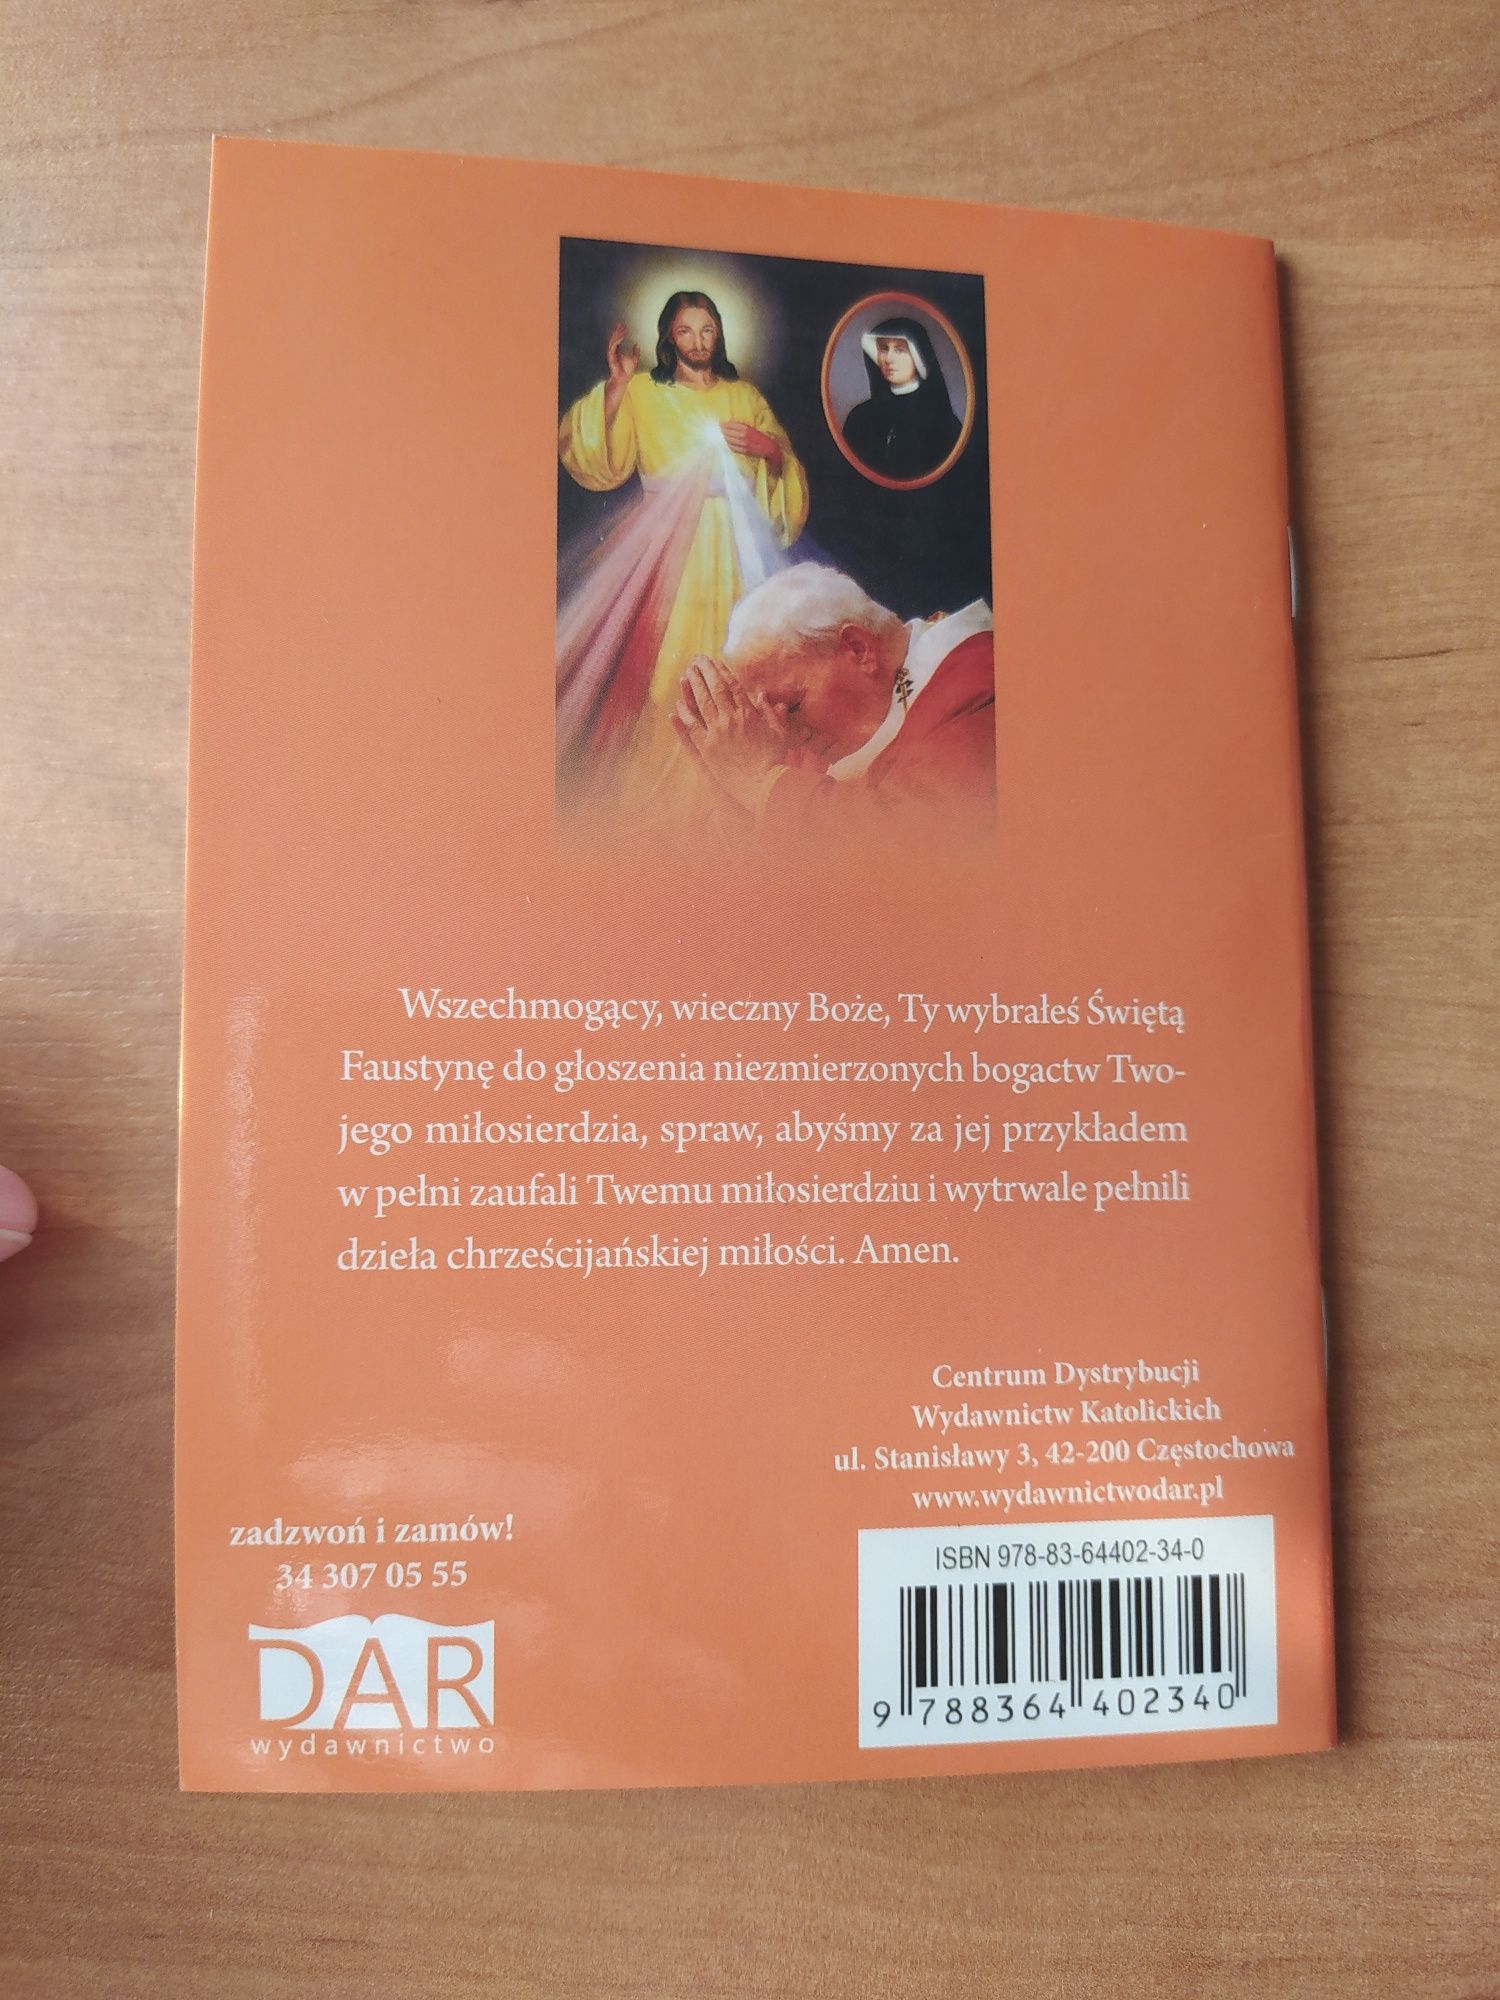 Wszechmogący, wieczny Boże, Ty wybrałeś Świętą
Faustynę do głoszenia niezmierzonych bogactw Two-
jego miłosierdzia, spraw, abyśmy za jej przykładem
w pełni zaufali Twemu miłosierdziu i wytrwale pełnili
dzieła chrześcijańskiej miłości. Amen.
Centrum Dystrybucji
Wydawnictw Katolickich
ul. Stanisławy 3, 42-200 Częstochowa
www.wydawnictwodar.pl
zadzwoń i zamów!
34 307 05 55
DAR
wydawnictwo
ISBN 978-83-64402-34-0
9 788364 402340